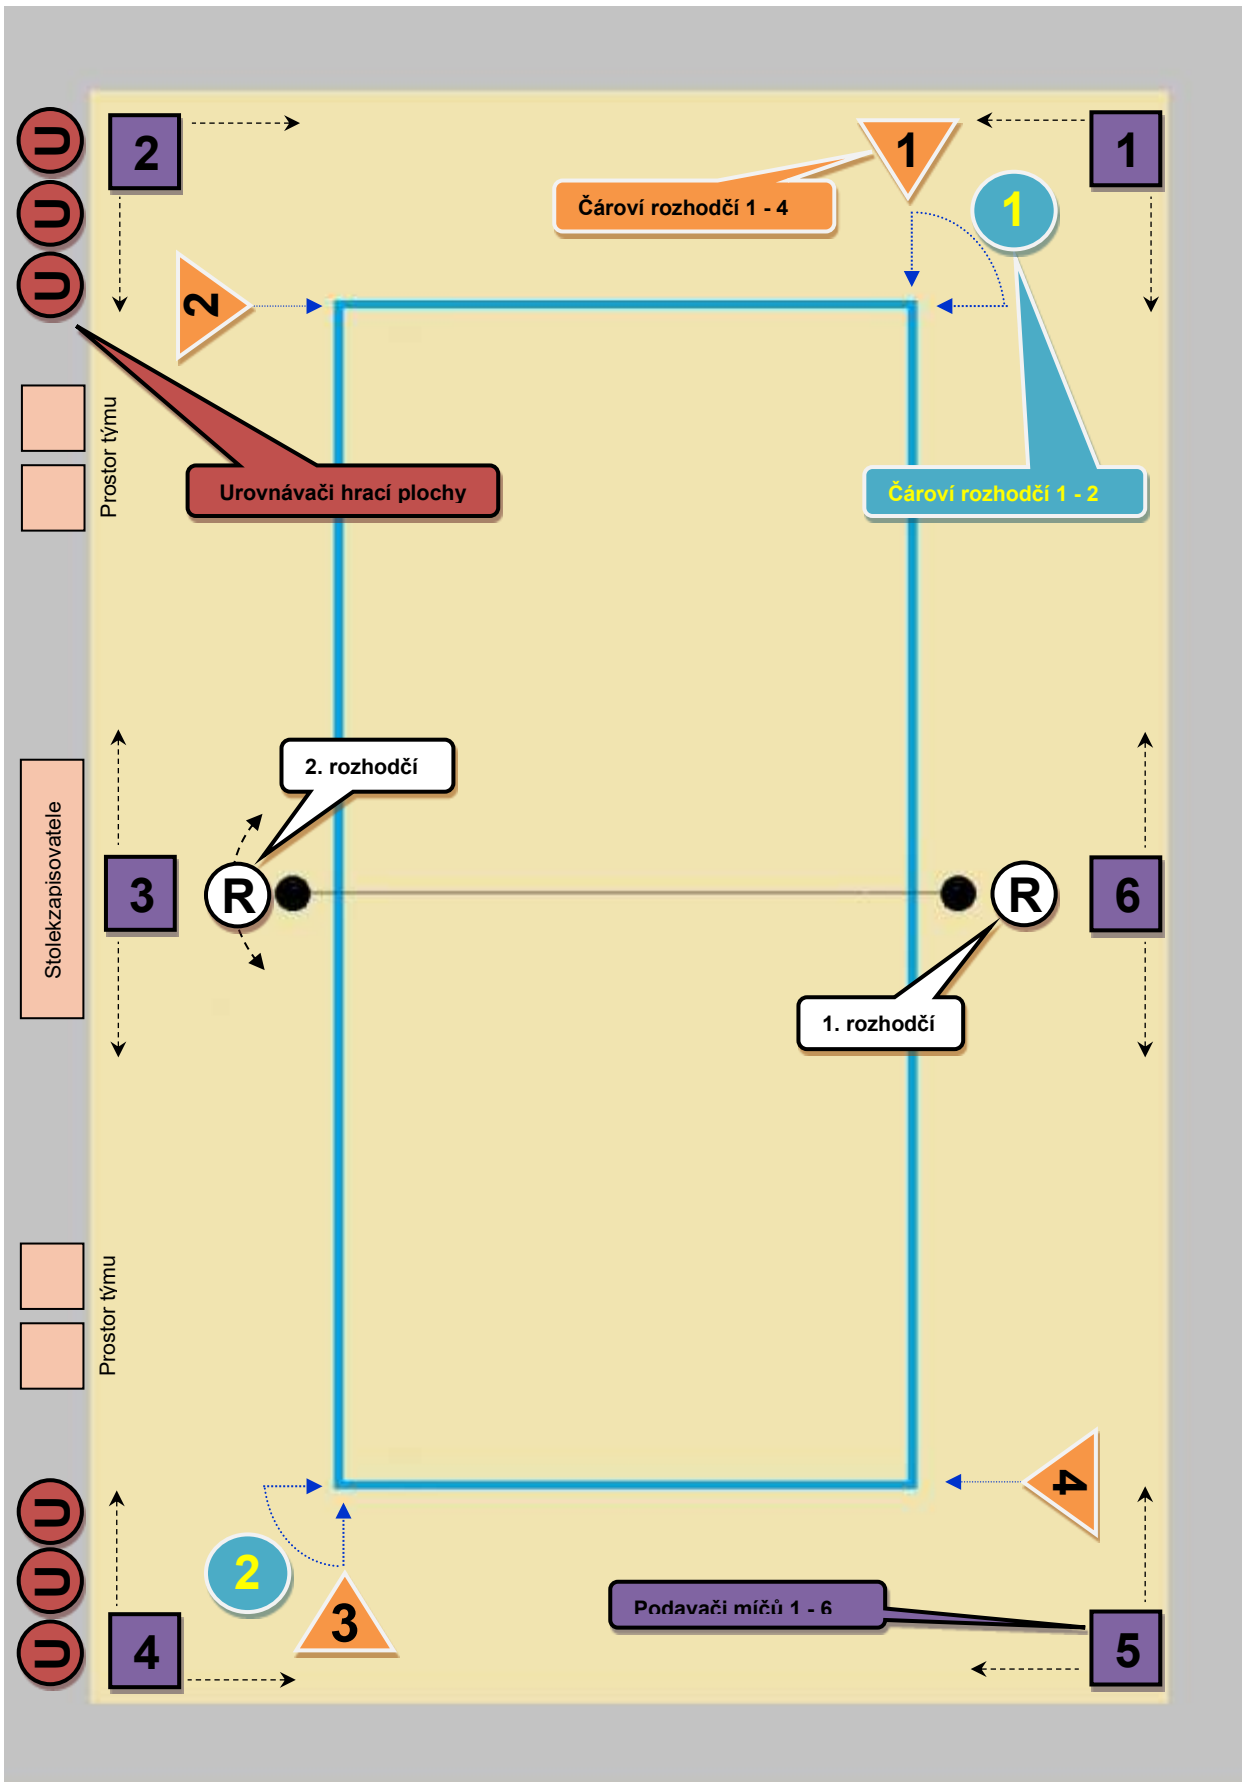 U
2
1
1
U
Čároví rozhodčí 1 - 4
1
U
2
Prostor týmu
Urovnávači hrací plochy
Čároví rozhodčí 1 - 2
2. rozhodčí
Stolekzapisovatele
3
R
R
6
1. rozhodčí
Prostor týmu
4
U
U
2
3
Podavači míčů 1 - 6
U
4
5